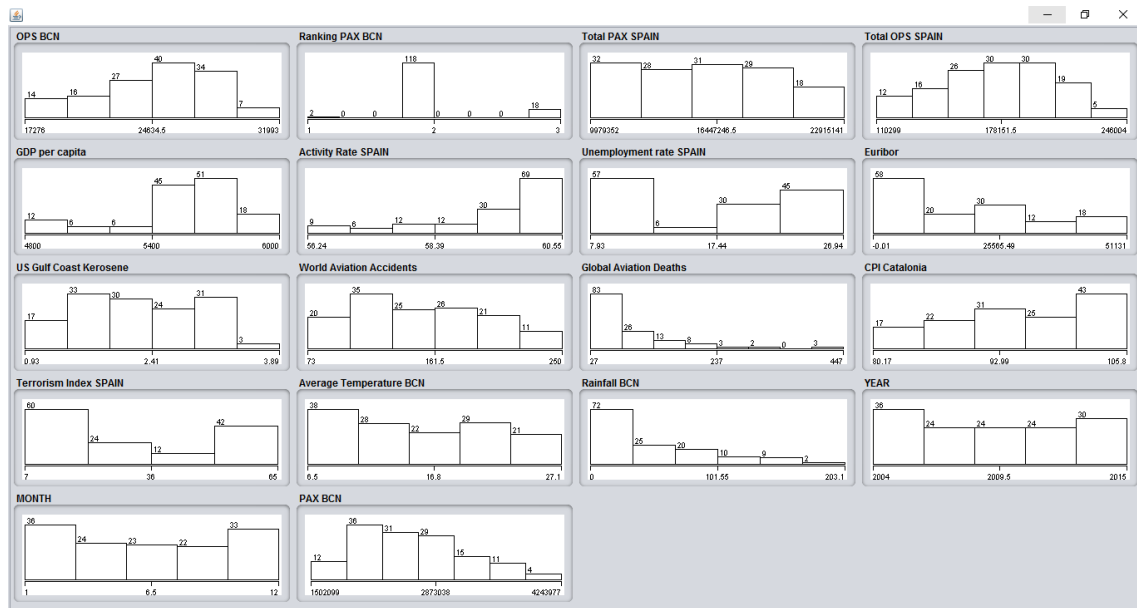 OPS BCN
14 16 27 40 34 7
17276 24634.5 31993
Ranking PAX BCN
2 0 0 118 0 0 0 18
1 2 3
Total PAX SPAIN
32 28 31 29 18
9979352 16447246.5 22915141
Total OPS SPAIN
12 16 26 30 30 19 5
110299 178151.5 246004
GDP per capita
12 6 6 45 51 18
4800 5400 6000
Activity Rate SPAIN
9 6 12 12 30 69
56.24 58.39 60.55
Unemployment rate SPAIN
57 6 30 45
7.93 17.44 26.94
Euribor
58 20 30 12 18
-0.01 25565.49 51131
US Gulf Coast Kerosene
17 33 30 24 31 3
0.93 2.41 3.89
World Aviation Accidents
20 35 25 26 21 11
73 161.5 250
Global Aviation Deaths
83 26 13 8 3 2 0 3
27 237 447
CPI Catalonia
17 22 31 25 43
80.17 92.99 105.8
Terrorism Index SPAIN
60 24 12 42
7 36 65
Average Temperature BCN
38 28 22 29 21
6.5 16.8 27.1
Rainfall BCN
72 25 20 10 9 2
0 101.55 203.1
YEAR
36 24 24 24 30
2004 2009.5 2015
MONTH
36 24 23 22 33
1 6.5 12
PAX BCN
12 36 31 29 15 11 4
1502099 2873038 4243977